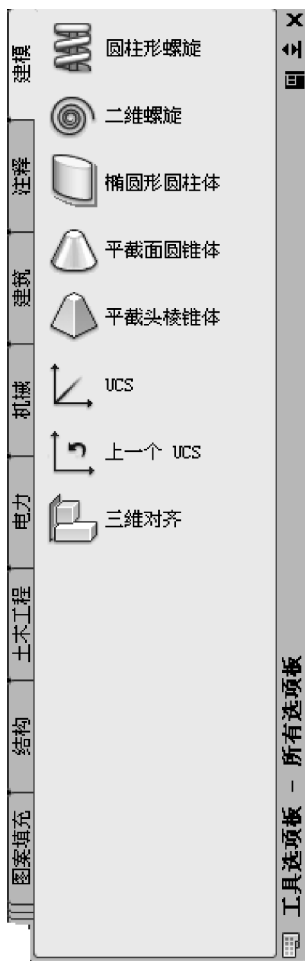 建模
注释
建筑
机械
电力
土木工程
结构
图案填充
圆柱形螺旋
二维螺旋
椭圆形圆柱体
平截面圆锥体
平截头棱锥体
UCS
上一个 UCS
三维对齐
工具选项板 - 所有选项板